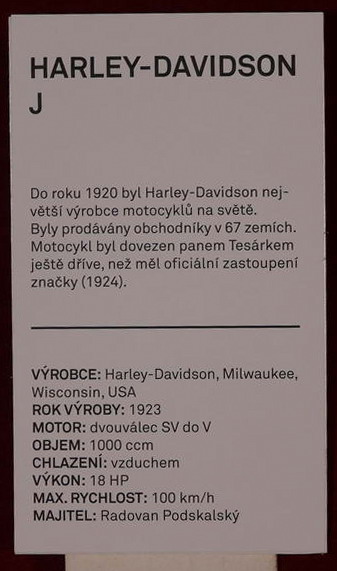 HARLEY-DAVIDSON
J
Do roku 1920 byl Harley-Davidson nej-
větší výrobce motocyklů na světě.
Byly prodávány obchodníky v 67 zemích.
Motocykl byl dovezen panem Tesárkem
ještě dříve, než měl oficiální zastoupení
značky (1924).
VÝROBCE: Harley-Davidson, Milwaukee,
Wisconsin, USA
ROK VÝROBY: 1923
MOTOR: dvouválec SV do V
OBJEM: 1000 ccm
CHLAZENÍ: vzduchem
VÝKON: 18 HP
MAX. RYCHLOST: 100 km/h
MAJITEL: Radovan Podskalský